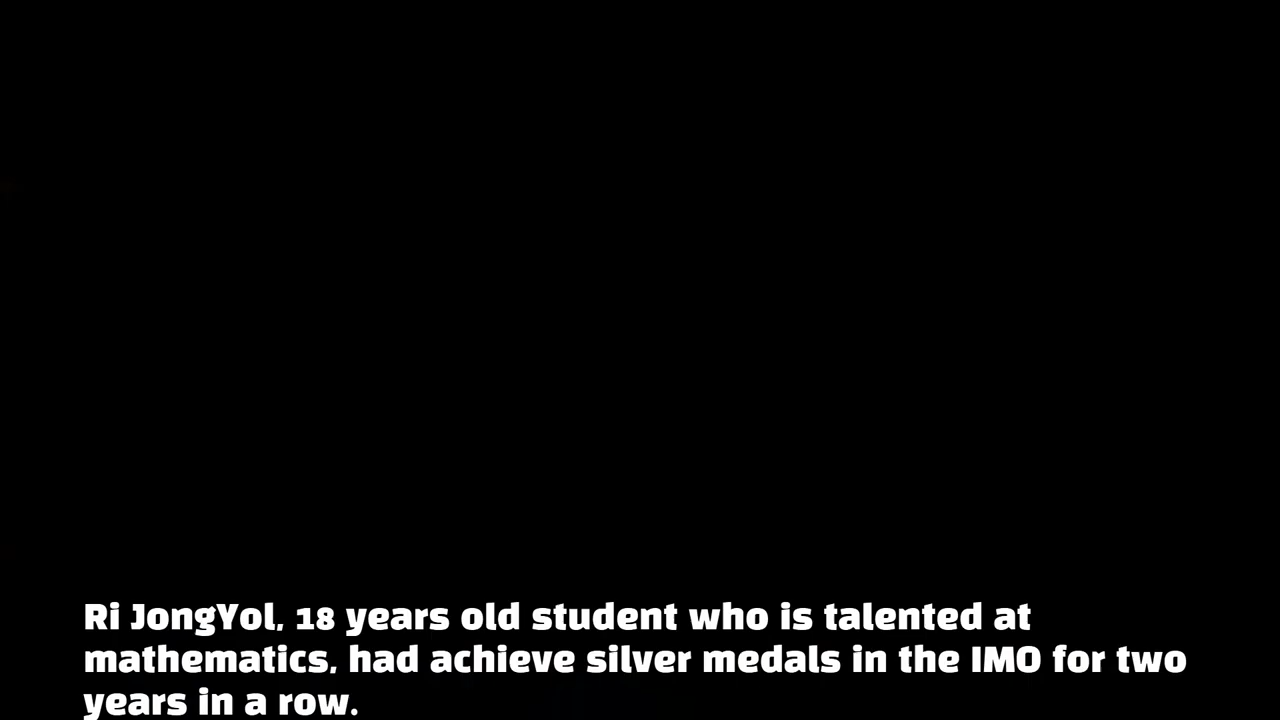 Ri JongYol, 18 years old student who is talented at
mathematics, had achieve silver medals in the IMO for two
years in a row.